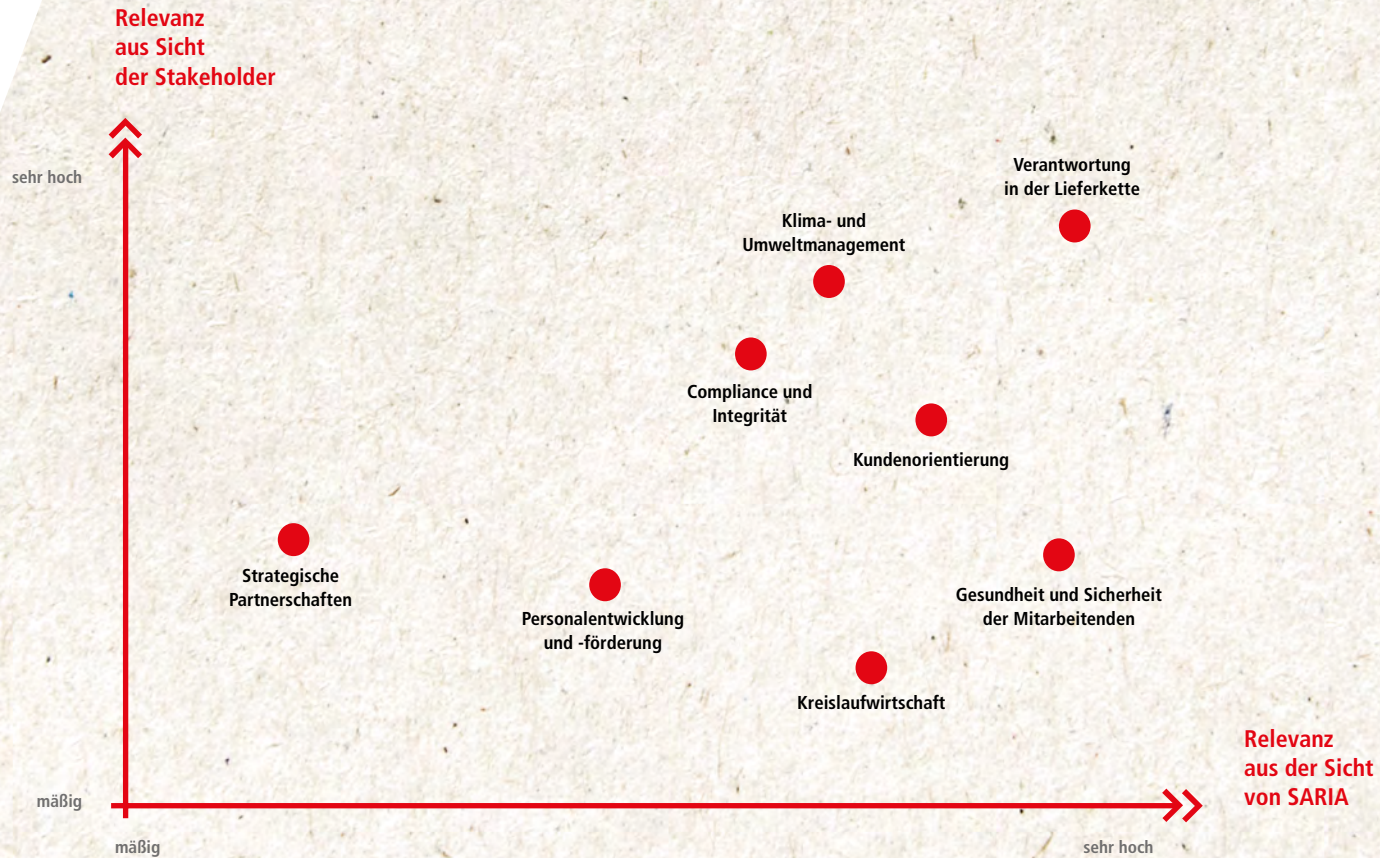 Relevanz
aus Sicht
der Stakeholder
sehr hoch
Verantwortung
in der Lieferkette
Klima- und
Umweltmanagement
Compliance und
Integrität
Kundenorientierung
Strategische
Partnerschaften
Personalentwicklung
und -förderung
Gesundheit und Sicherheit
der Mitarbeitenden
Kreislaufwirtschaft
Relevanz
aus der Sicht
von SARIA
mäßig
mäßig
sehr hoch